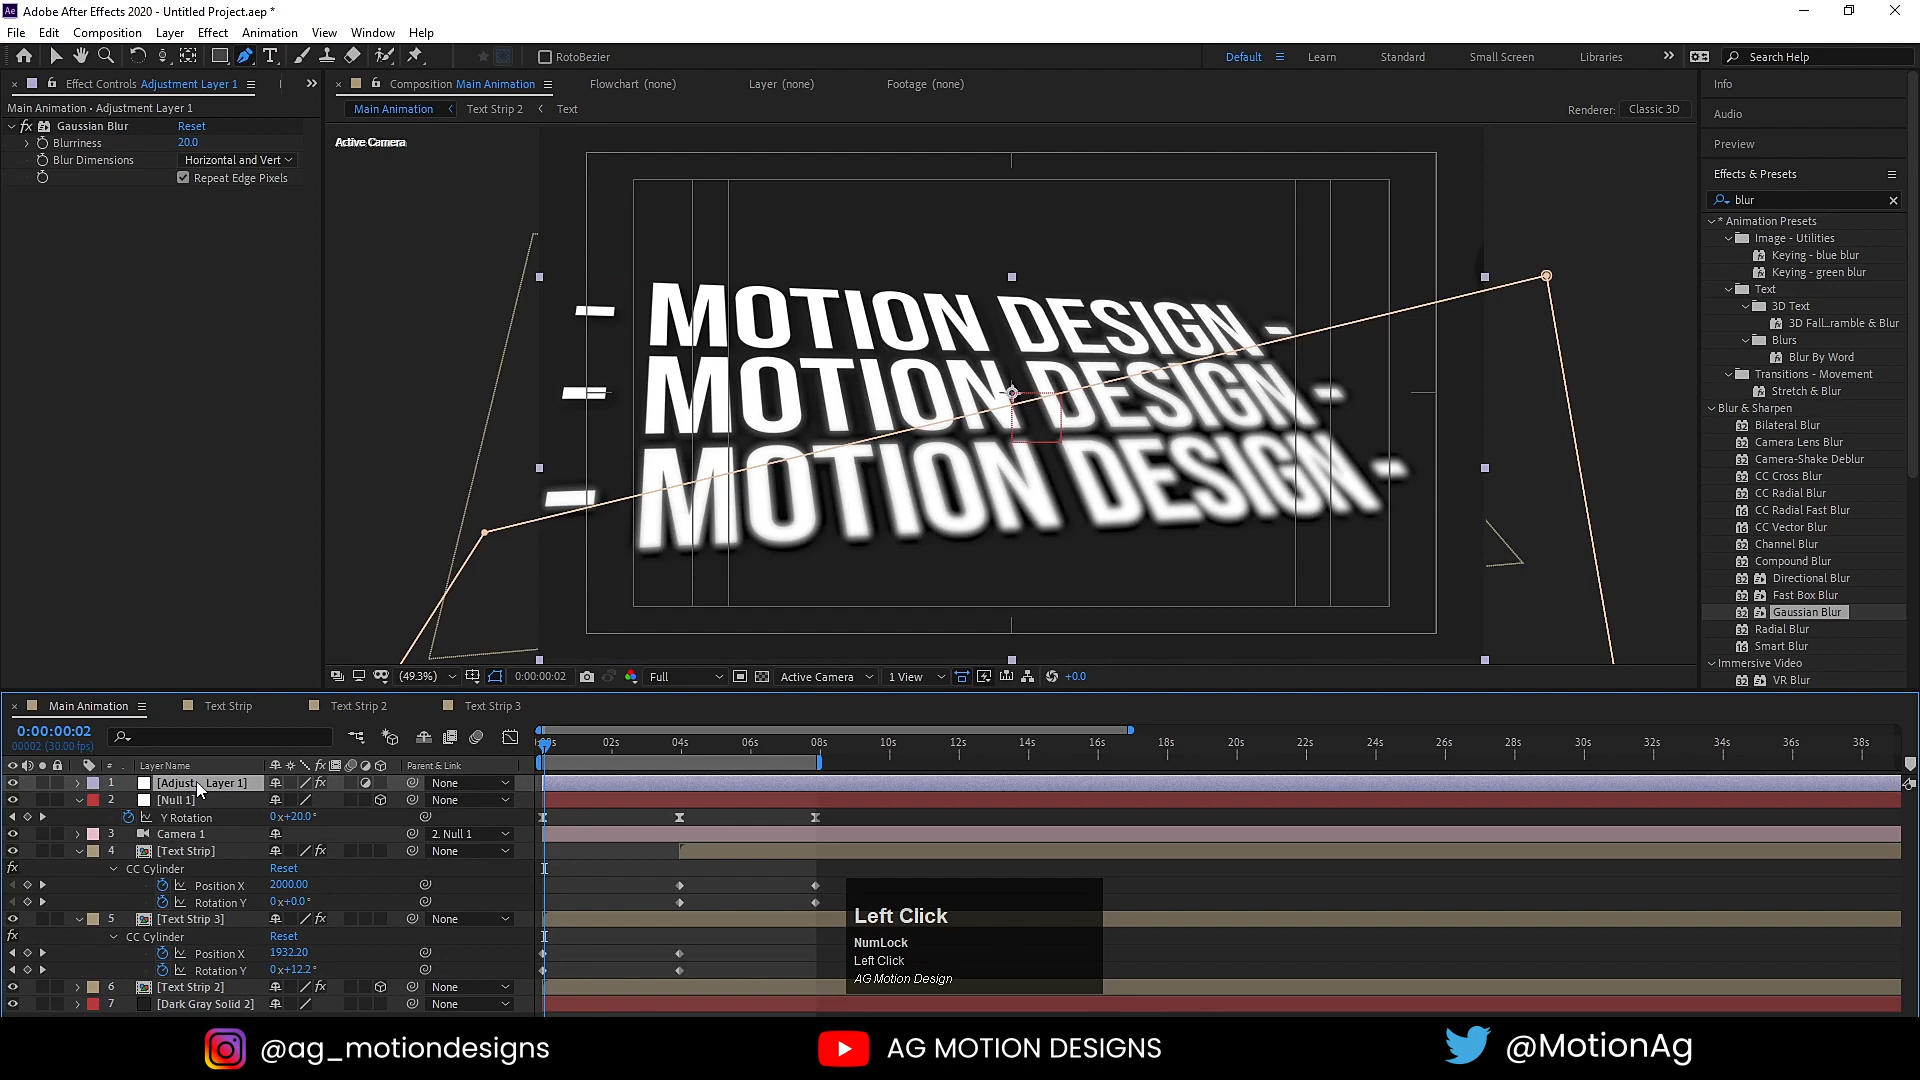 Ae Adobe After Effects 2020 - Untitled Project.aep *
File Edit Composition Layer Effect Animation View Window Help
RotoBezier Default Learn Standard Small Screen Libraries Search Help
Effect Controls Adjustment Layer 1
Main Animation • Adjustment Layer 1
fx Gaussian Blur Reset
Blurriness 20.0
Blur Dimensions Horizontal and Vert
Repeat Edge Pixels
Composition Main Animation Flowchart (none) Layer (none) Footage (none)
Main Animation Text Strip 2 Text Renderer: Classic 3D
Active Camera
- MOTION DESIGN -
- MOTION DESIGN -
- MOTION DESIGN -
(49.3%) 0:00:00:02 Full Active Camera 1 View +0.0
Info
Audio
Preview
Effects & Presets
blur
* Animation Presets
Image - Utilities
Keying - blue blur
Keying - green blur
Text
3D Text
3D Fall...ramble & Blur
Blurs
Blur By Word
Transitions - Movement
Stretch & Blur
Blur & Sharpen
Bilateral Blur
Camera Lens Blur
Camera-Shake Deblur
CC Cross Blur
CC Radial Blur
CC Radial Fast Blur
CC Vector Blur
Channel Blur
Compound Blur
Directional Blur
Fast Box Blur
Gaussian Blur
Radial Blur
Smart Blur
Immersive Video
VR Blur
Main Animation Text Strip Text Strip 2 Text Strip 3
0:00:00:02
00002 (30.00 fps)
02s 04s 06s 08s 10s 12s 14s 16s 18s 20s 22s 24s 26s 28s 30s 32s 34s 36s 38s
# Layer Name Parent & Link
1 [Adjust... Layer 1] fx None
2 [Null 1] None
Y Rotation 0x+20.0°
3 Camera 1 2. Null 1
4 [Text Strip] fx None
fx CC Cylinder Reset
Position X 2000.00
Rotation Y 0x+0.0°
5 [Text Strip 3] fx None
fx CC Cylinder Reset
Position X 1932.20
Rotation Y 0x+12.2°
6 [Text Strip 2] fx None
7 [Dark Gray Solid 2] None
Left Click
NumLock
Left Click
AG Motion Design
@ag_motiondesigns AG MOTION DESIGNS @MotionAg